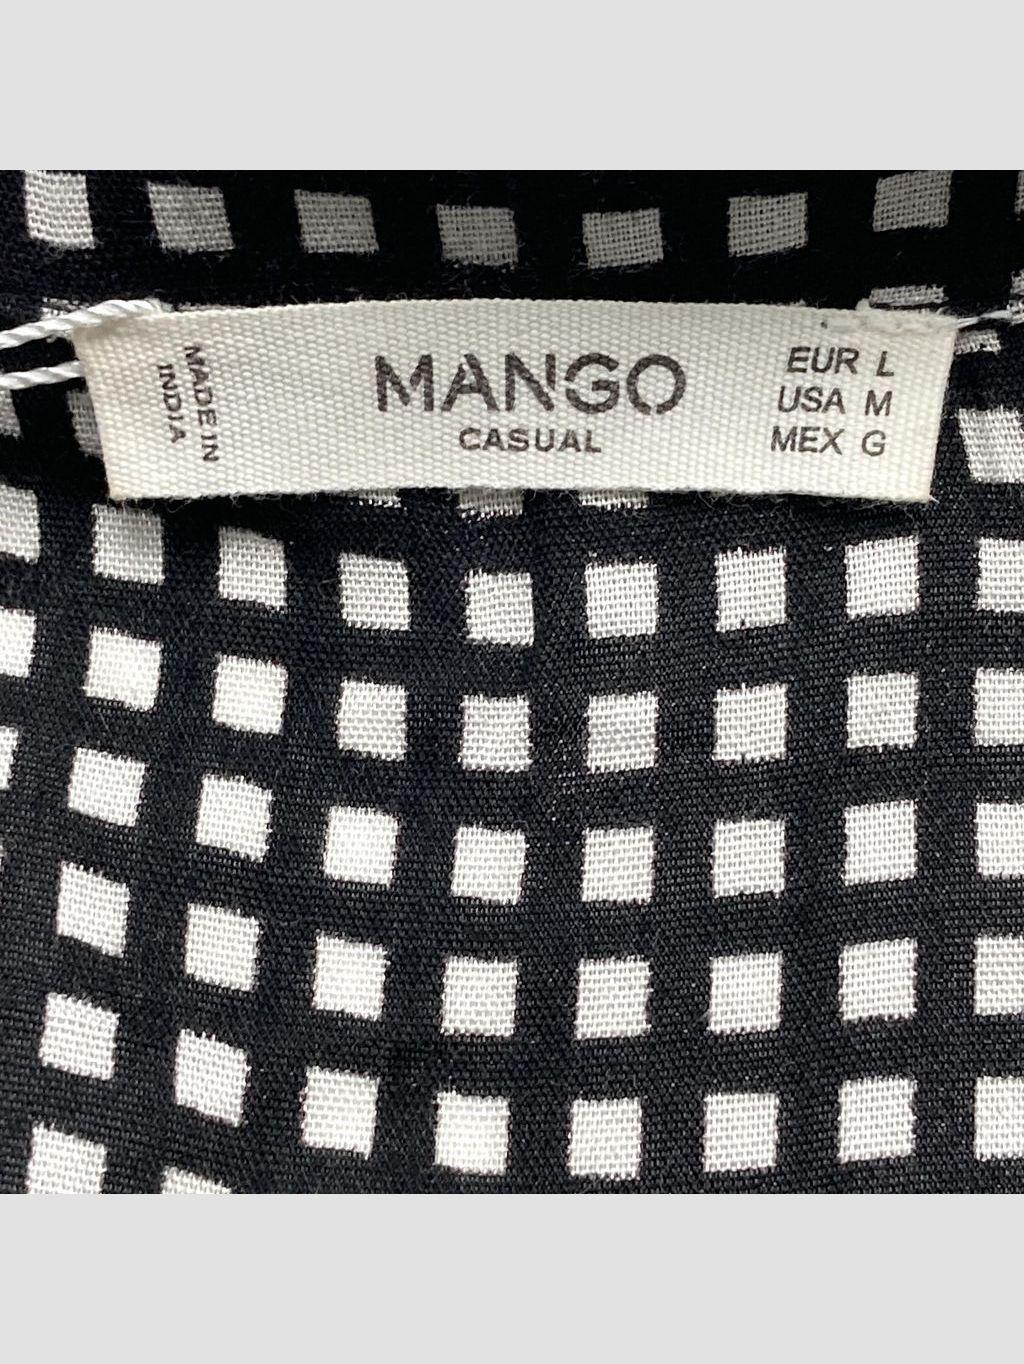 MADE IN
INDIA
MANGO
CASUAL
EUR L
USA M
MEX G